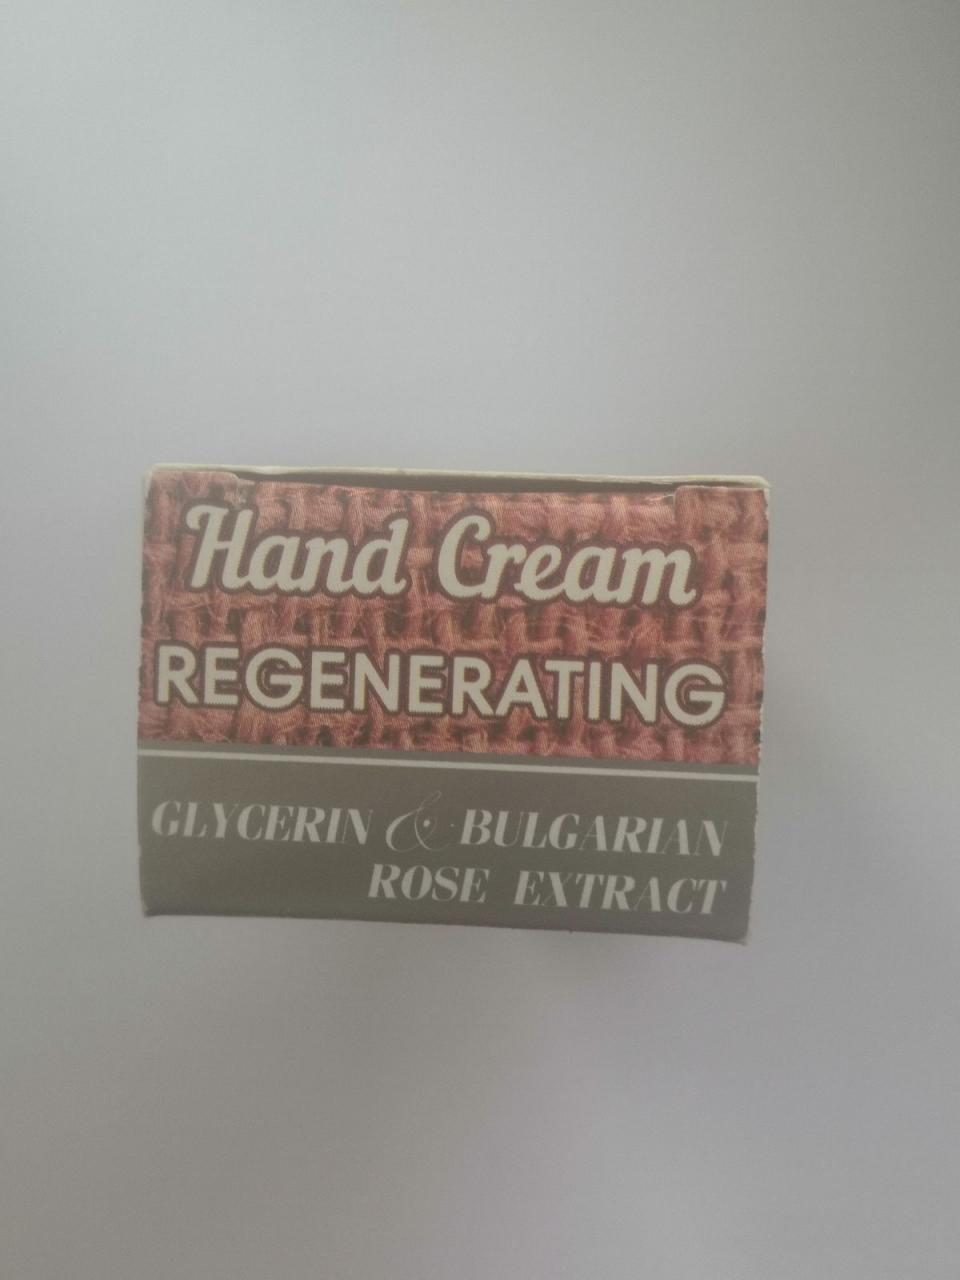 Hand Cream
REGENERATING
GLYCERIN & BULGARIAN
ROSE EXTRACT